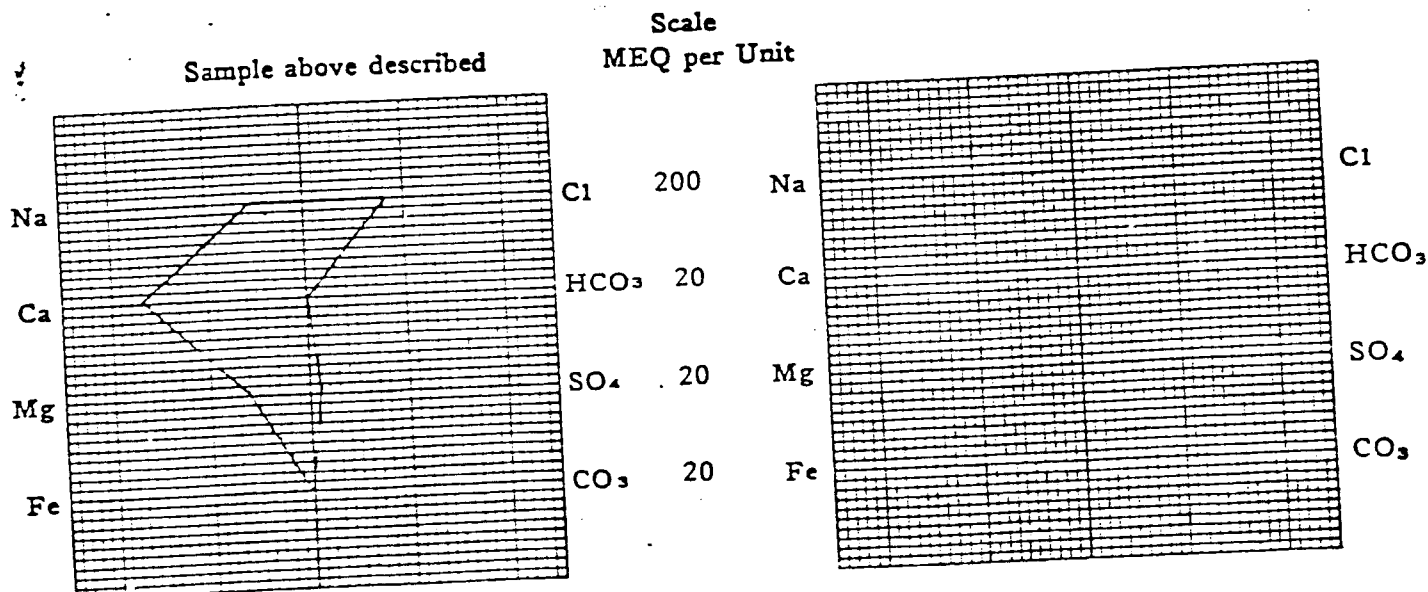 Scale
MEQ per Unit
Sample above described
Na Cl 200 Na Cl
Ca HCO₃ 20 Ca HCO₃
Mg SO₄ 20 Mg SO₄
Fe CO₃ 20 Fe CO₃